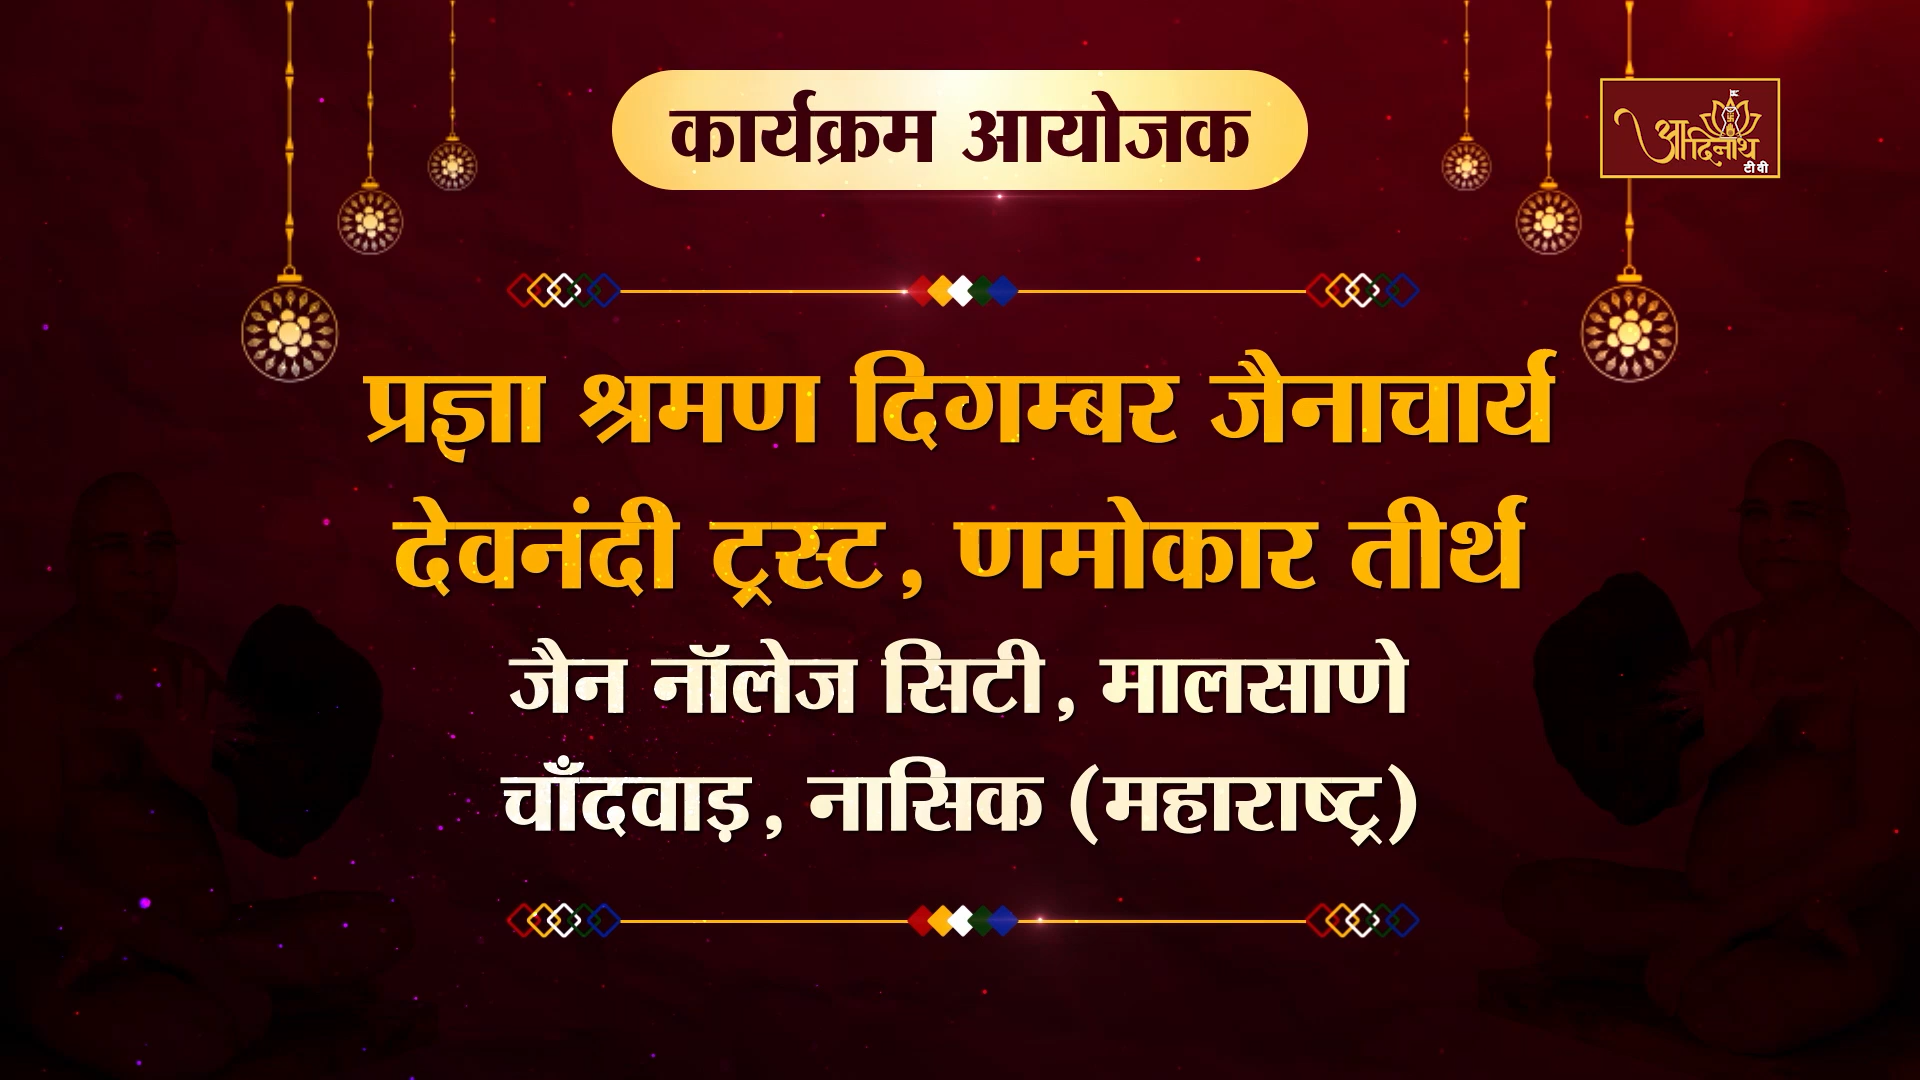 कार्यक्रम आयोजक
आदिनाथ
टीवी
प्रज्ञा श्रमण दिगम्बर जैनाचार्य
देवनंदी ट्रस्ट, णमोकार तीर्थ
जैन नॉलेज सिटी, मालसाणे
चाँदवाड़, नासिक (महाराष्ट्र)